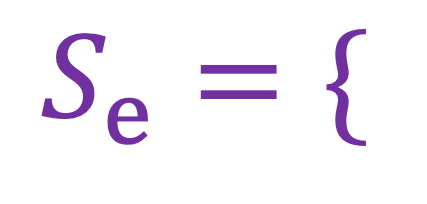 Sₑ = {